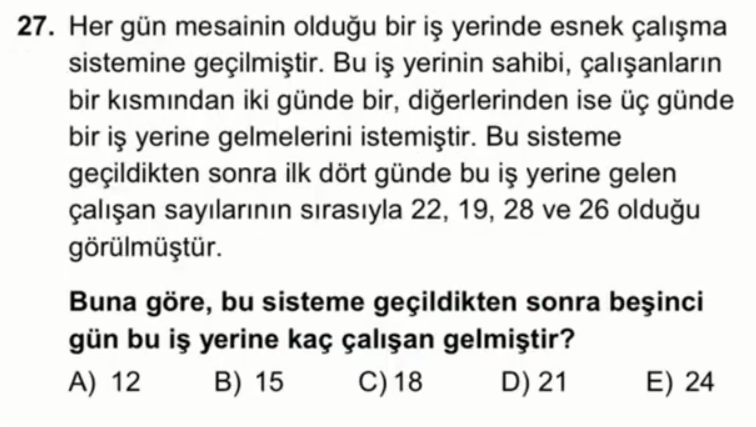 27. Her gün mesainin olduğu bir iş yerinde esnek çalışma
sistemine geçilmiştir. Bu iş yerinin sahibi, çalışanların
bir kısmından iki günde bir, diğerlerinden ise üç günde
bir iş yerine gelmelerini istemiştir. Bu sisteme
geçildikten sonra ilk dört günde bu iş yerine gelen
çalışan sayılarının sırasıyla 22, 19, 28 ve 26 olduğu
görülmüştür.
Buna göre, bu sisteme geçildikten sonra beşinci
gün bu iş yerine kaç çalışan gelmiştir?
A) 12 B) 15 C) 18 D) 21 E) 24